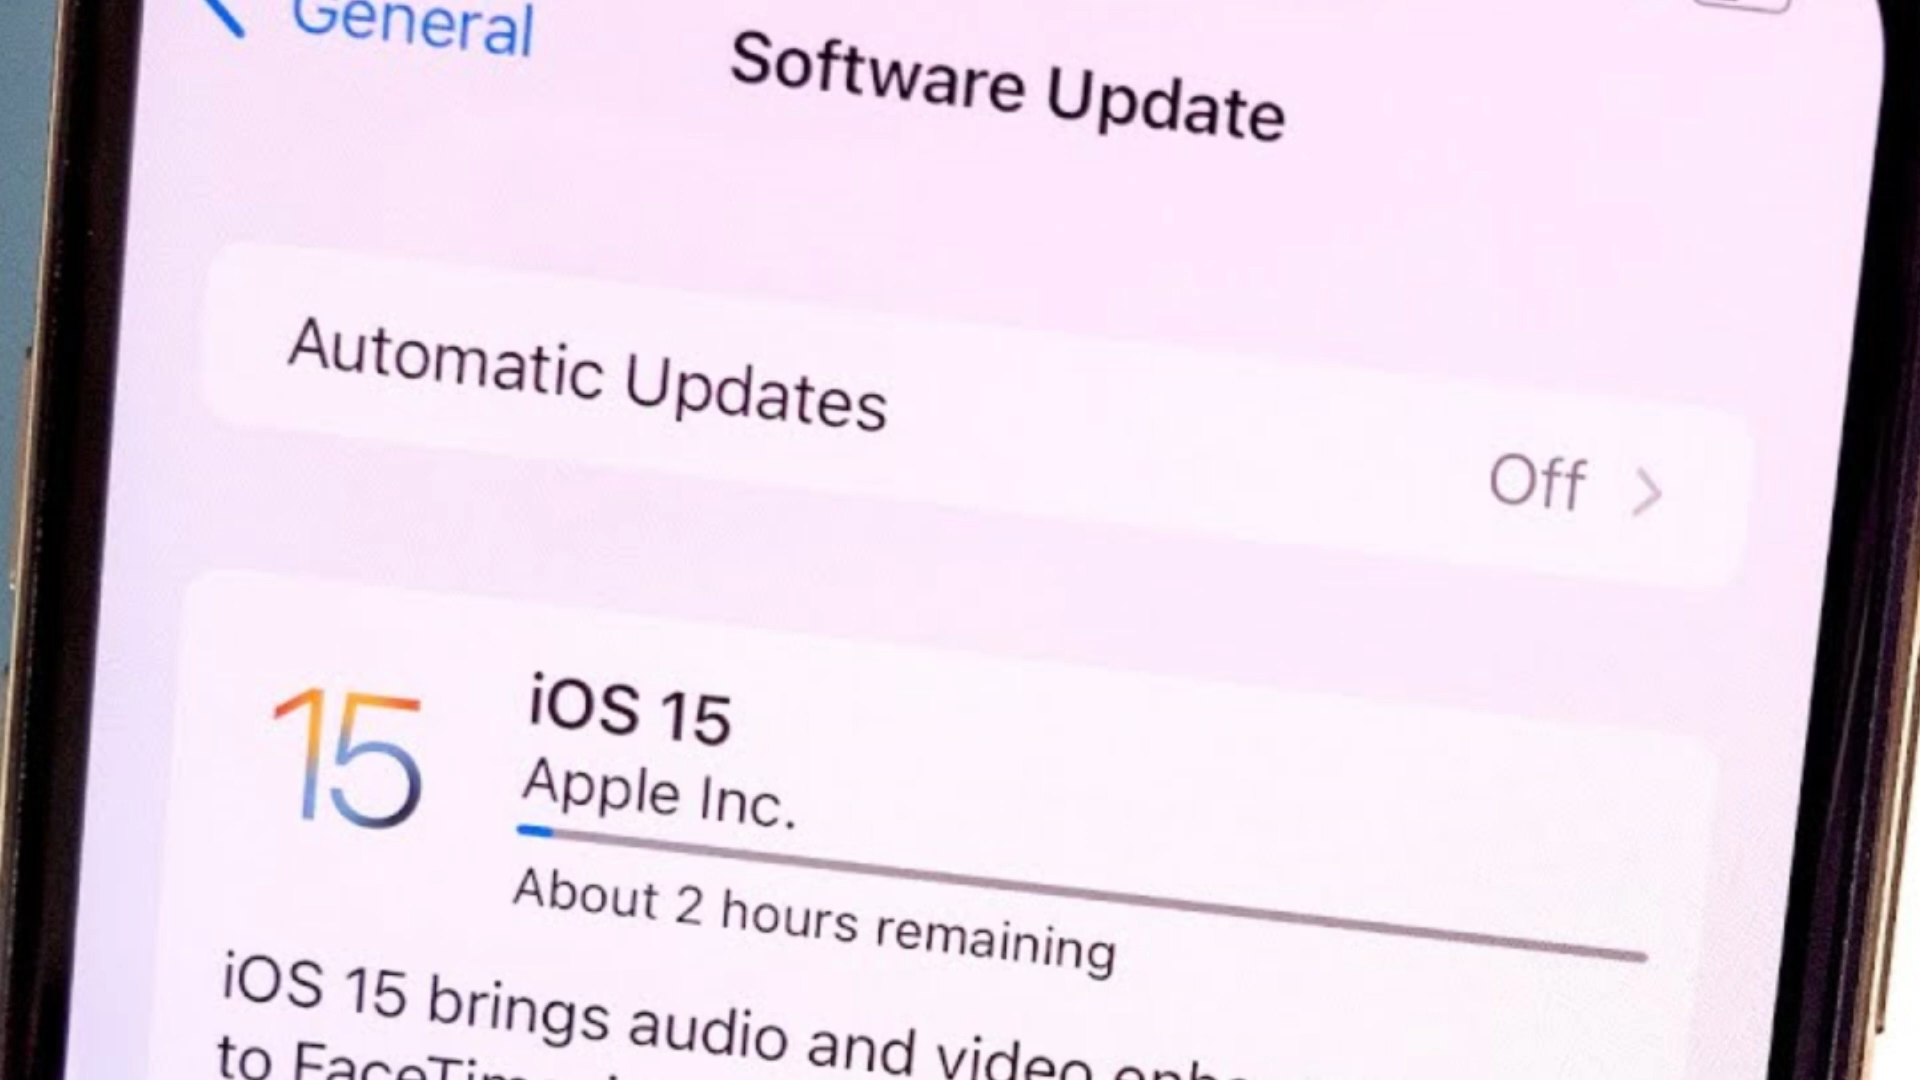 General
Software Update
Automatic Updates
Off
15
iOS 15
Apple Inc.
About 2 hours remaining
iOS 15 brings audio and video
to